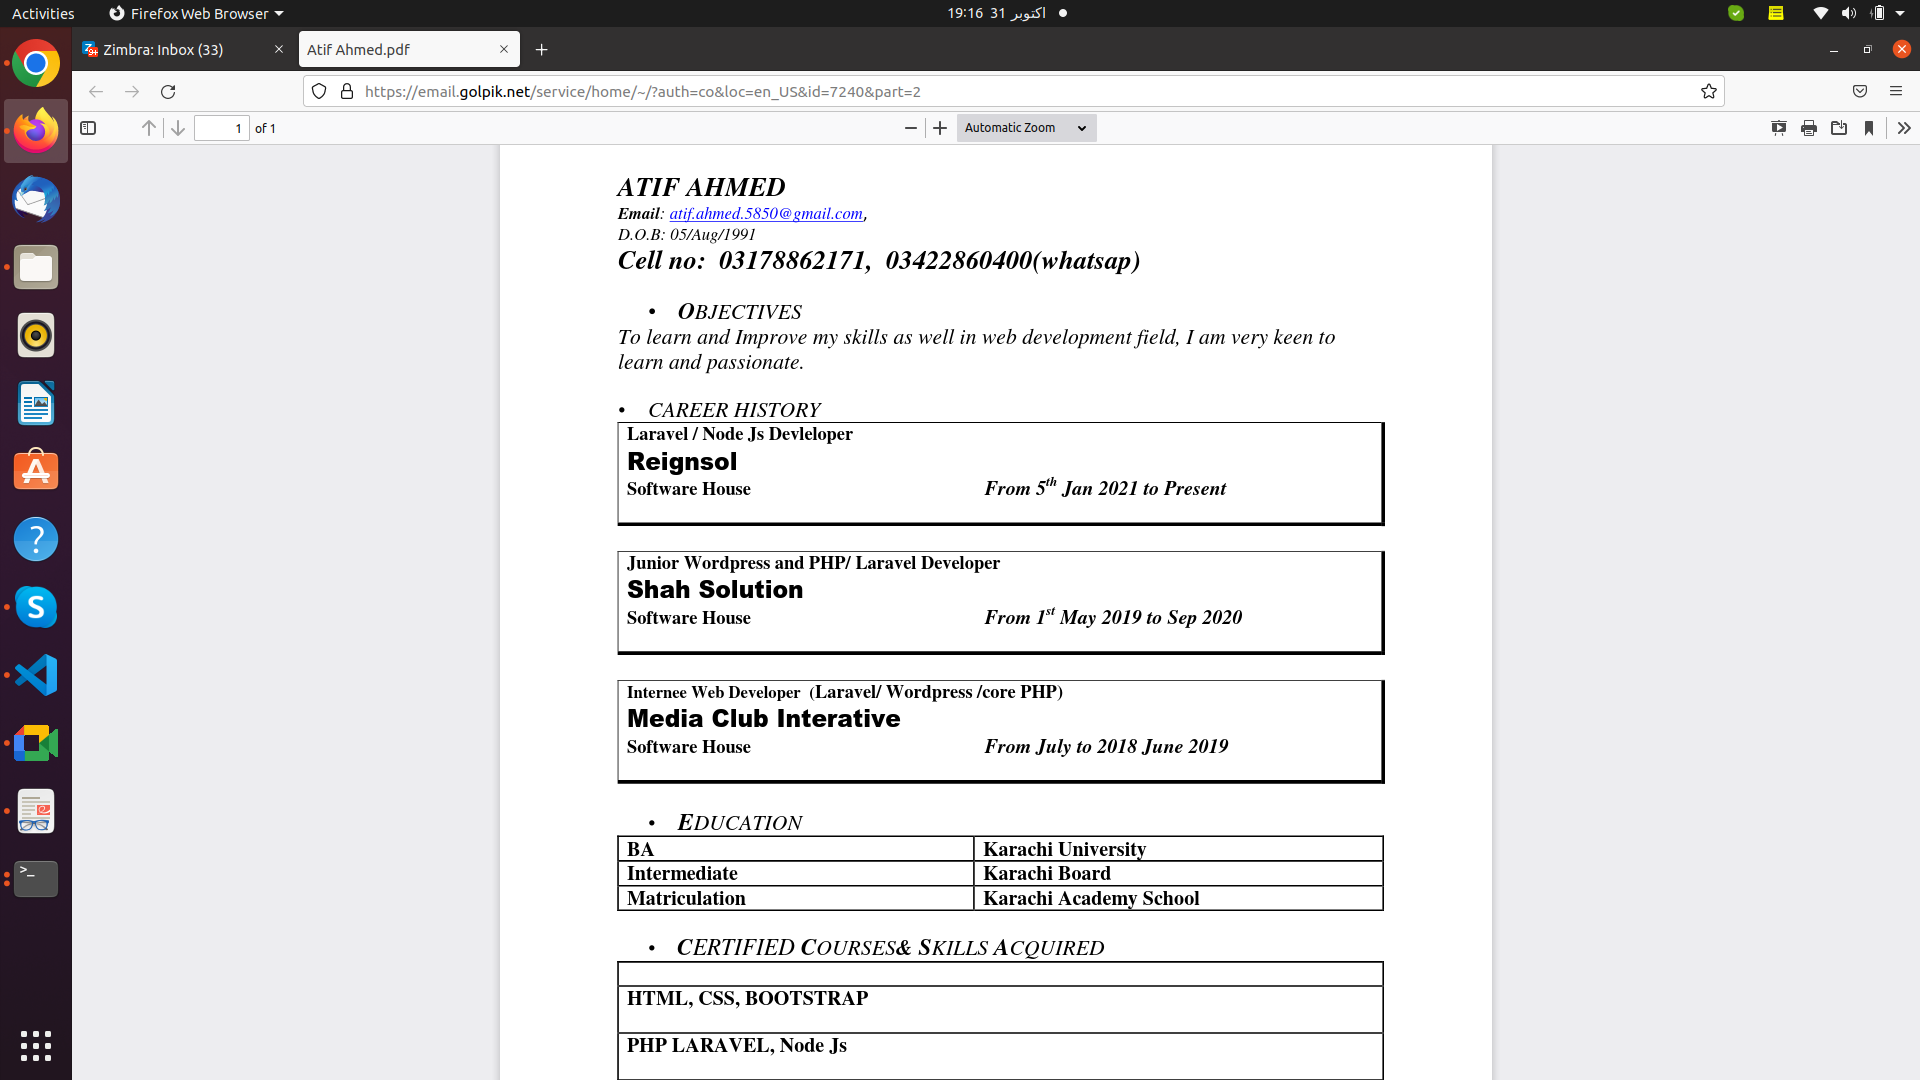 Activities
Firefox Web Browser
19:16 31 اکتوبر
Zimbra: Inbox (33)
Atif Ahmed.pdf
https://email.golpik.net/service/home/~/?auth=co&loc=en_US&id=7240&part=2
1 of 1
Automatic Zoom
ATIF AHMED
Email: atif.ahmed.5850@gmail.com,
D.O.B: 05/Aug/1991
Cell no: 03178862171, 03422860400(whatsap)
• OBJECTIVES
To learn and Improve my skills as well in web development field, I am very keen to
learn and passionate.
• CAREER HISTORY
Laravel / Node Js Devleloper
Reignsol
Software House From 5th Jan 2021 to Present
Junior Wordpress and PHP/ Laravel Developer
Shah Solution
Software House From 1st May 2019 to Sep 2020
Internee Web Developer (Laravel/ Wordpress /core PHP)
Media Club Interative
Software House From July to 2018 June 2019
• EDUCATION
BA Karachi University
Intermediate Karachi Board
Matriculation Karachi Academy School
• CERTIFIED COURSES& SKILLS ACQUIRED
HTML, CSS, BOOTSTRAP
PHP LARAVEL, Node Js